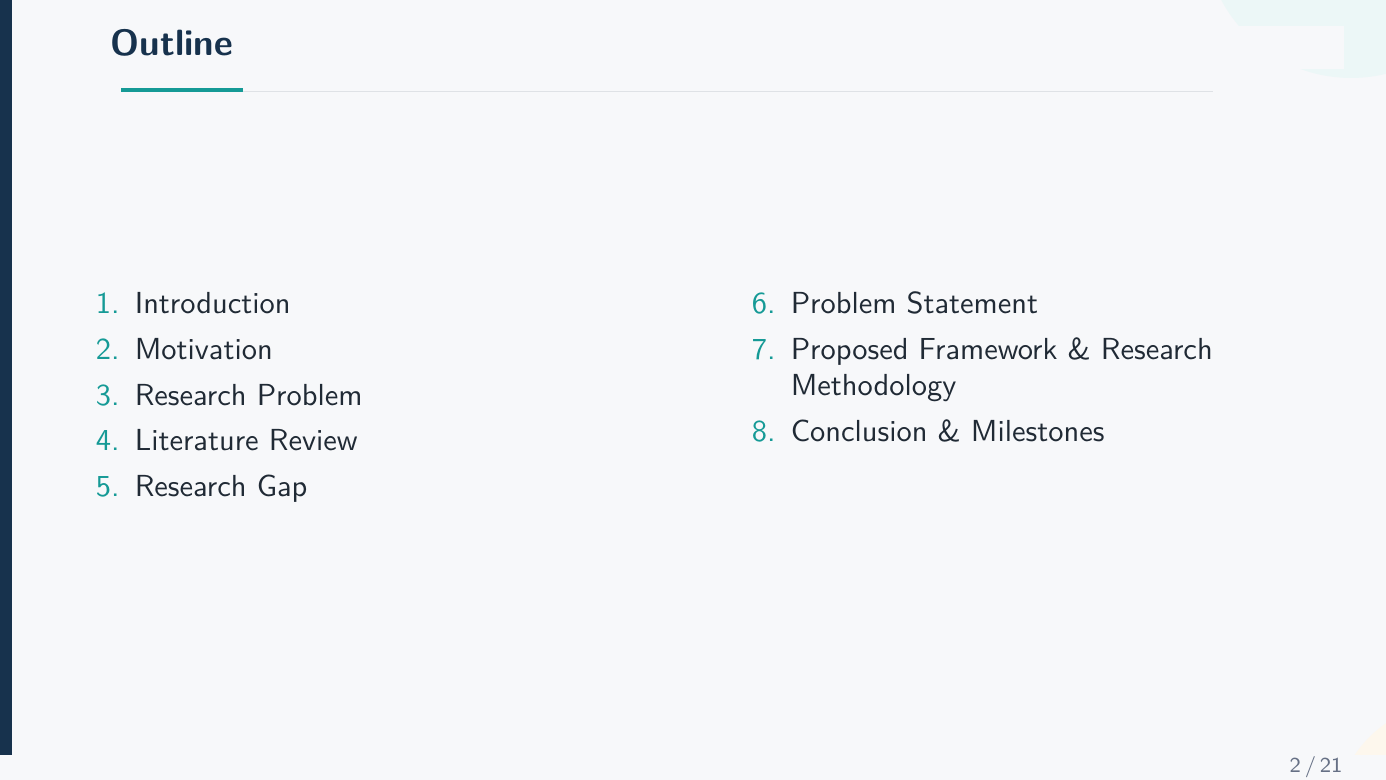 Outline
1. Introduction
2. Motivation
3. Research Problem
4. Literature Review
5. Research Gap
6. Problem Statement
7. Proposed Framework & Research
Methodology
8. Conclusion & Milestones
2 / 21